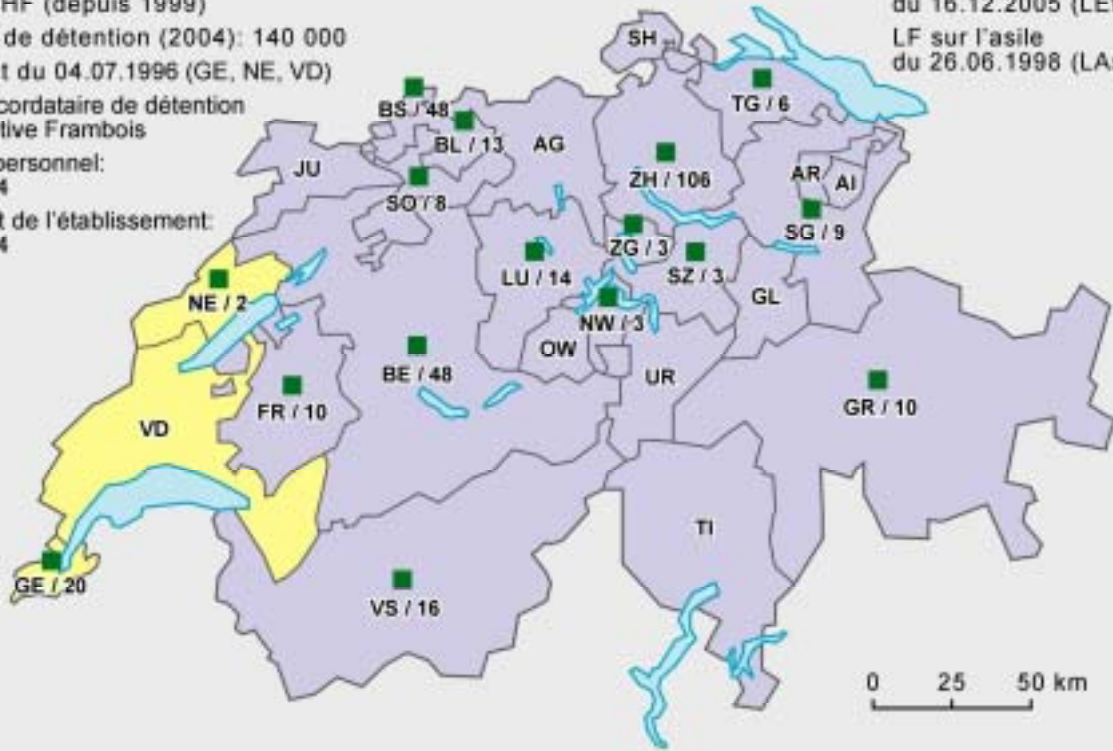 HF (depuis 1999)
de détention (2004): 140 000
t du 04.07.1996 (GE, NE, VD)
cordataire de détention
tive Frambois
personnel:
4
t de l'établissement:
4
du 16.12.2005 (LE
LF sur l'asile
du 26.06.1998 (LA
SH
BS / 48
TG / 6
BL / 13
AG
JU
ZH / 106
AR
AI
SO / 8
SG / 9
ZG / 3
LU / 14
SZ / 3
NE / 2
GL
NW / 3
OW
BE / 48
UR
FR / 10
GR / 10
VD
TI
GE / 20
VS / 16
0 25 50 km